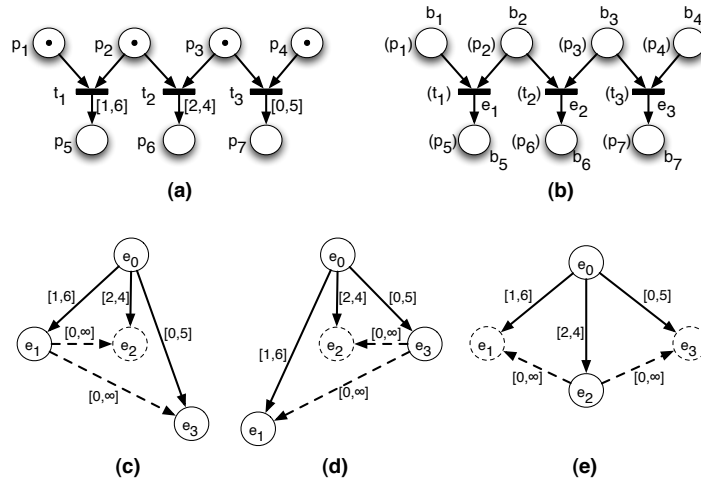 p1 p2 p3 p4
t1 [1,6] t2 [2,4] t3 [0,5]
p5 p6 p7
(a)
b1 b2 b3 b4
(p1) (p2) (p3) (p4)
(t1) e1 (t2) e2 (t3) e3
(p5) b5 (p6) b6 (p7) b7
(b)
e0
[1,6] [2,4] [0,5]
e1 [0,∞] e2
[0,∞]
e3
(c)
e0
[2,4] [0,5]
[1,6] e2 [0,∞] e3
[0,∞]
e1
(d)
e0
[1,6] [0,5]
[2,4]
e1 e3
[0,∞] [0,∞]
e2
(e)